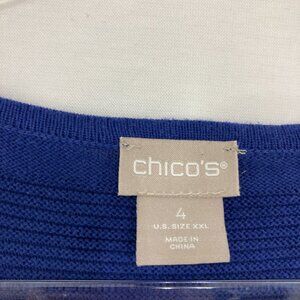 chico's®
4
U.S. SIZE XXL
MADE IN
CHINA